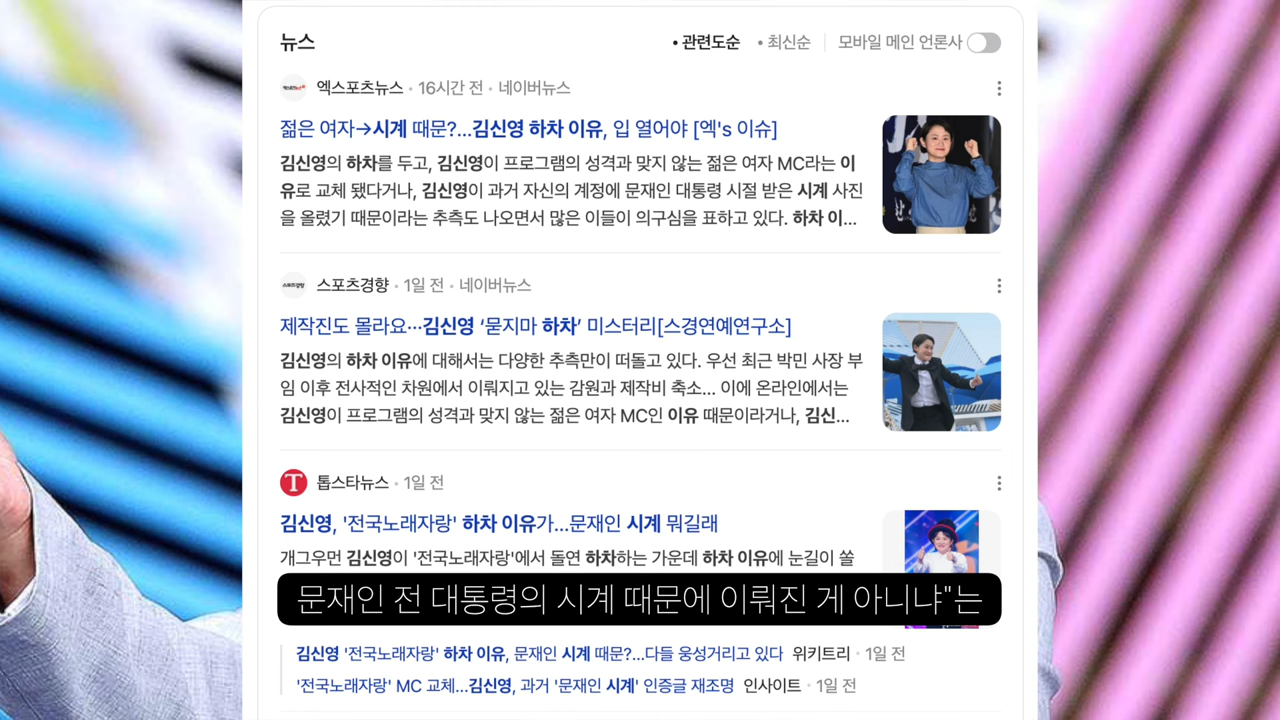 뉴스
• 관련도순 • 최신순 모바일 메인 언론사
엑스포츠뉴스 · 16시간 전 · 네이버뉴스
젊은 여자→시계 때문?...김신영 하차 이유, 입 열어야 [엑's 이슈]
김신영의 하차를 두고, 김신영이 프로그램의 성격과 맞지 않는 젊은 여자 MC라는 이
유로 교체 됐다거나, 김신영이 과거 자신의 계정에 문재인 대통령 시절 받은 시계 사진
을 올렸기 때문이라는 추측도 나오면서 많은 이들이 의구심을 표하고 있다. 하차 이...
스포츠경향
스포츠경향 · 1일 전 · 네이버뉴스
제작진도 몰라요…김신영 ‘묻지마 하차’ 미스터리[스경연예연구소]
김신영의 하차 이유에 대해서는 다양한 추측만이 떠돌고 있다. 우선 최근 박민 사장 부
임 이후 전사적인 차원에서 이뤄지고 있는 감원과 제작비 축소... 이에 온라인에서는
김신영이 프로그램의 성격과 맞지 않는 젊은 여자 MC인 이유 때문이라거나, 김신...
T
톱스타뉴스 · 1일 전
김신영, '전국노래자랑' 하차 이유가...문재인 시계 뭐길래
개그우먼 김신영이 '전국노래자랑'에서 돌연 하차하는 가운데 하차 이유에 눈길이 쏠
문재인 전 대통령의 시계 때문에 이뤄진 게 아니냐"는
김신영 '전국노래자랑' 하차 이유, 문재인 시계 때문?...다들 웅성거리고 있다 위키트리 · 1일 전
'전국노래자랑' MC 교체...김신영, 과거 '문재인 시계' 인증글 재조명 인사이트 · 1일 전